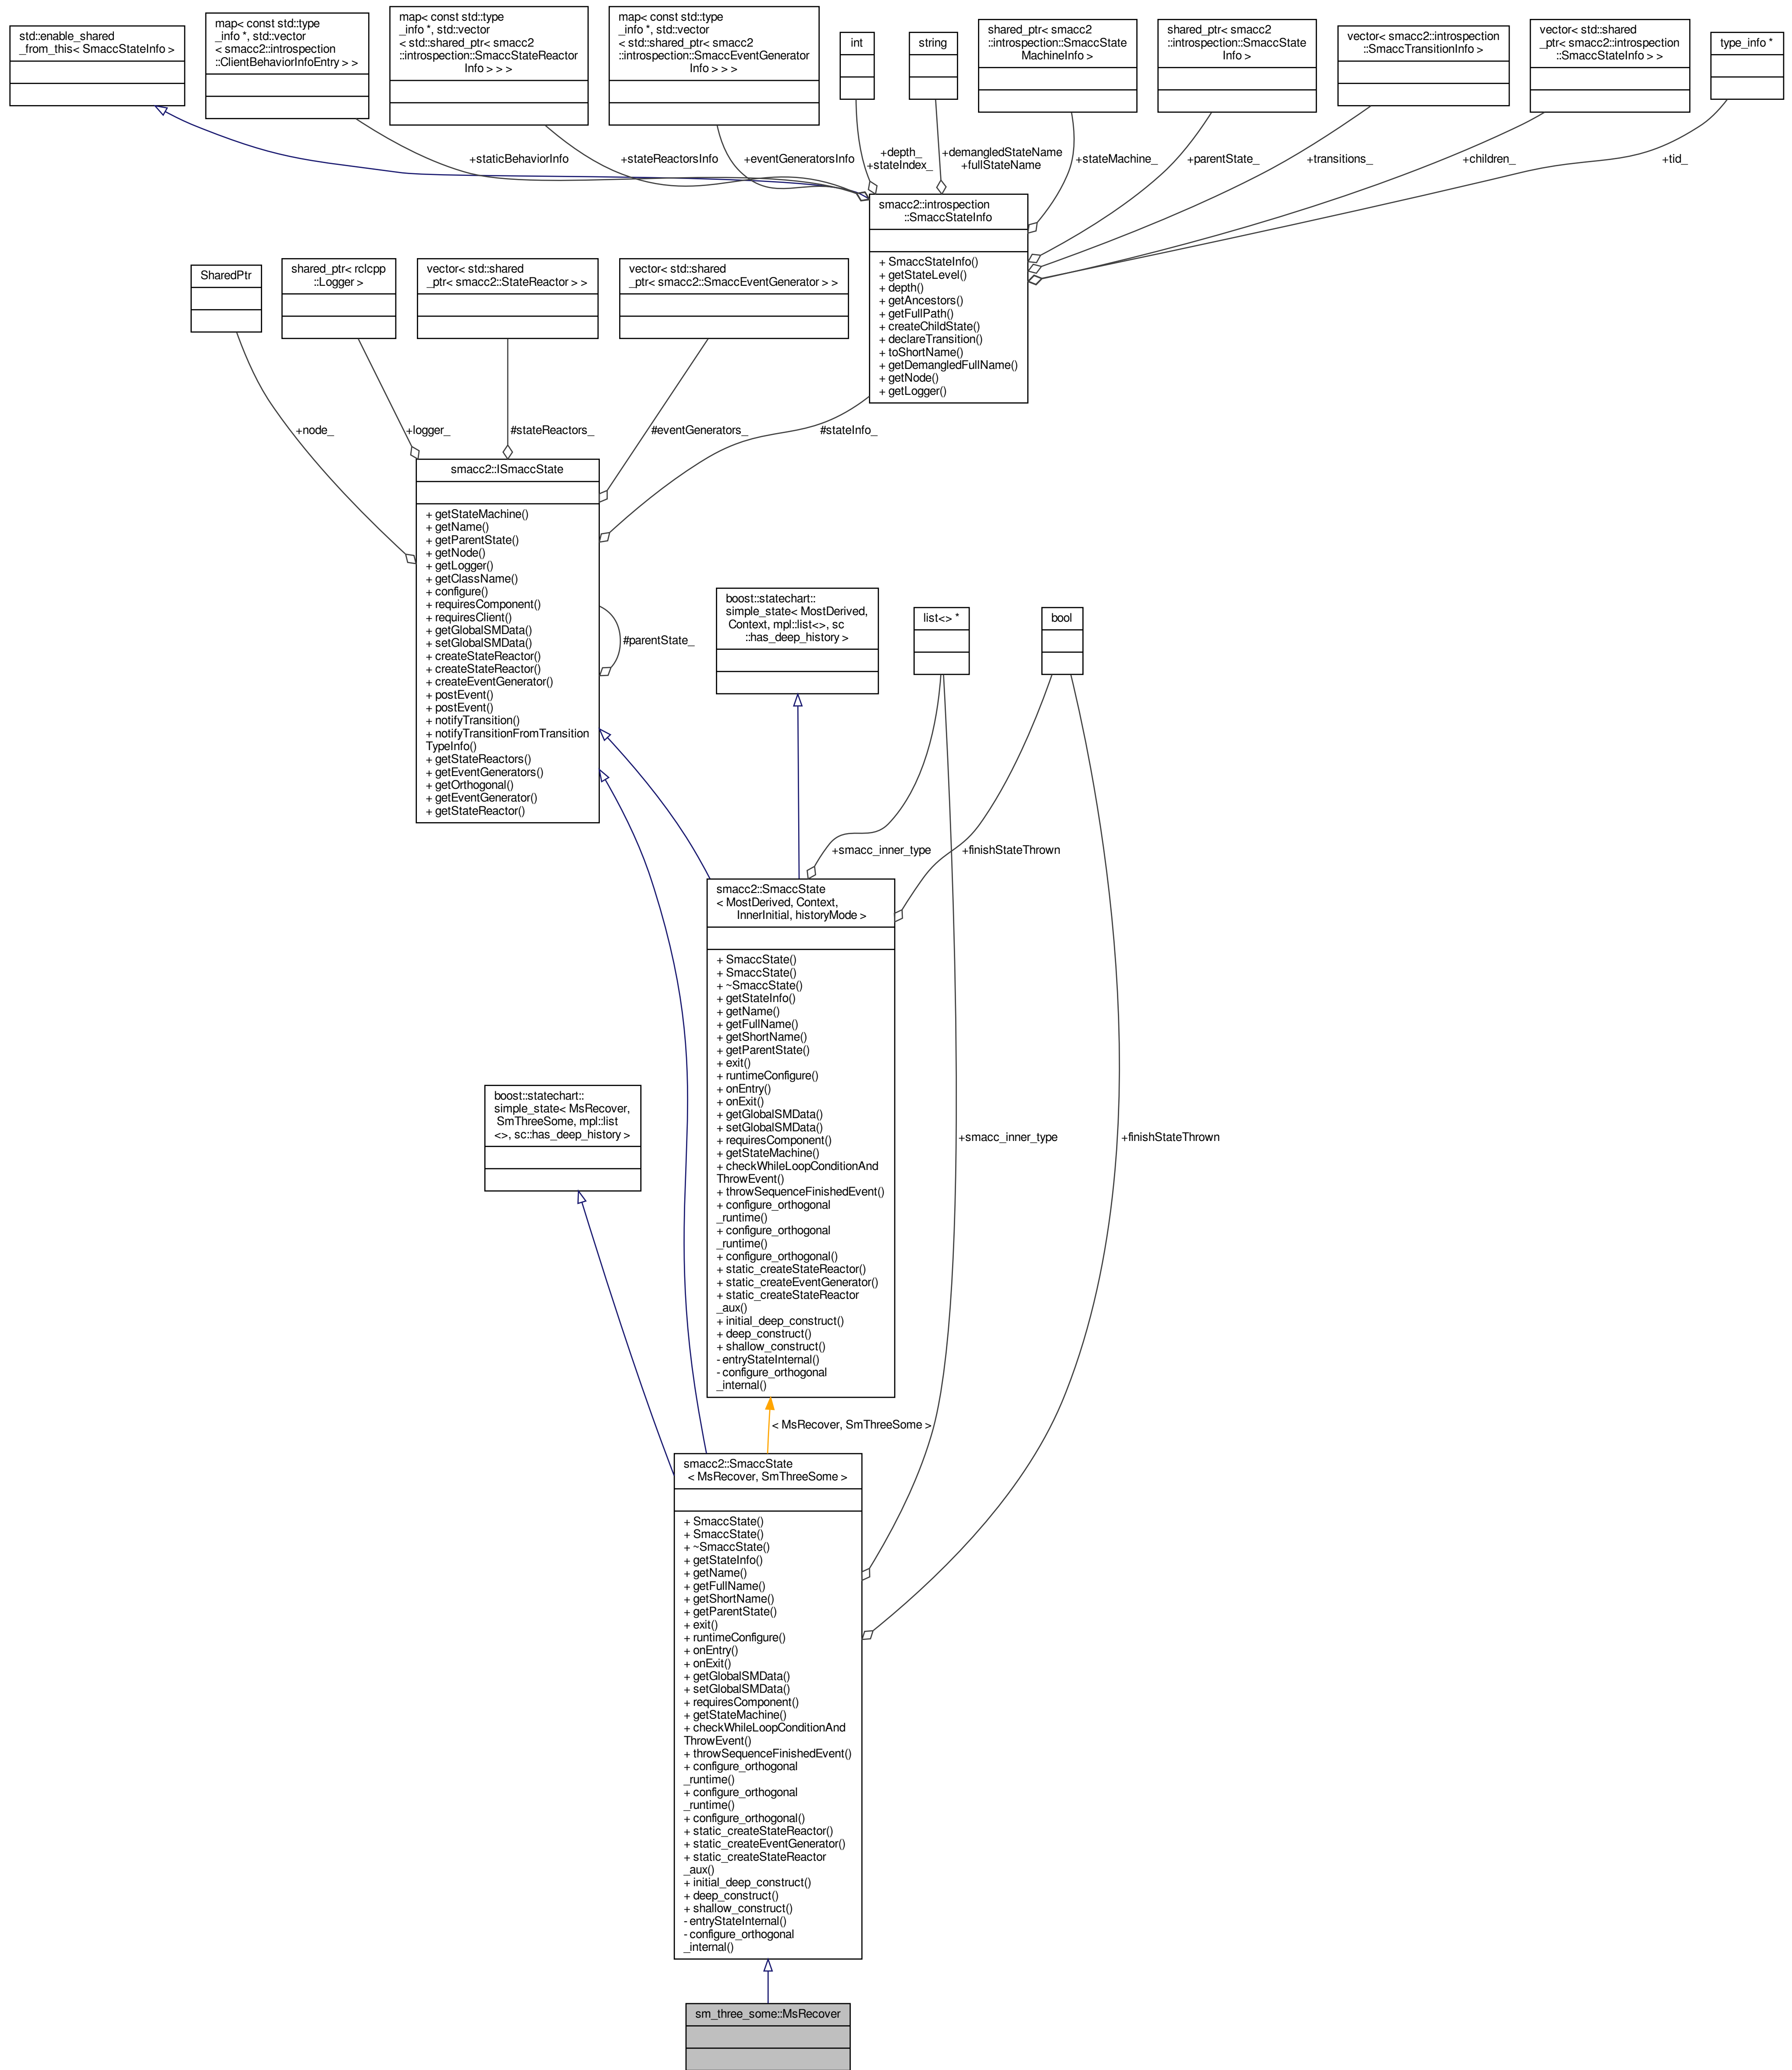 std::enable_shared
_from_this< SmaccStateInfo >
map< const std::type
_info *, std::vector
< smacc2::introspection
::ClientBehaviorInfoEntry > >
map< const std::type
_info *, std::vector
< std::shared_ptr< smacc2
::introspection::SmaccStateReactor
Info > > >
map< const std::type
_info *, std::vector
< std::shared_ptr< smacc2
::introspection::SmaccEventGenerator
Info > > >
int
string
shared_ptr< smacc2
::introspection::SmaccState
MachineInfo >
shared_ptr< smacc2
::introspection::SmaccState
Info >
vector< smacc2::introspection
::SmaccTransitionInfo >
vector< std::shared
_ptr< smacc2::introspection
::SmaccStateInfo > >
type_info *
+staticBehaviorInfo
+stateReactorsInfo
+eventGeneratorsInfo
+depth_
+stateIndex_
+demangledStateName
+fullStateName
+stateMachine_
+parentState_
+transitions_
+children_
+tid_
smacc2::introspection
::SmaccStateInfo
+ SmaccStateInfo()
+ getStateLevel()
+ depth()
+ getAncestors()
+ getFullPath()
+ createChildState()
+ declareTransition()
+ toShortName()
+ getDemangledFullName()
+ getNode()
+ getLogger()
SharedPtr
shared_ptr< rclcpp
::Logger >
vector< std::shared
_ptr< smacc2::StateReactor > >
vector< std::shared
_ptr< smacc2::SmaccEventGenerator > >
+node_
+logger_
#stateReactors_
#eventGenerators_
#stateInfo_
smacc2::ISmaccState
+ getStateMachine()
+ getName()
+ getParentState()
+ getNode()
+ getLogger()
+ getClassName()
+ configure()
+ requiresComponent()
+ requiresClient()
+ getGlobalSMData()
+ setGlobalSMData()
+ createStateReactor()
+ createStateReactor()
+ createEventGenerator()
+ postEvent()
+ postEvent()
+ notifyTransition()
+ notifyTransitionFromTransition
TypeInfo()
+ getStateReactors()
+ getEventGenerators()
+ getOrthogonal()
+ getEventGenerator()
+ getStateReactor()
#parentState_
boost::statechart::
simple_state< MostDerived,
Context, mpl::list<>, sc
::has_deep_history >
list<> *
bool
+smacc_inner_type
+finishStateThrown
smacc2::SmaccState
< MostDerived, Context,
InnerInitial, historyMode >
+ SmaccState()
+ SmaccState()
+ ~SmaccState()
+ getStateInfo()
+ getName()
+ getFullName()
+ getShortName()
+ getParentState()
+ exit()
+ runtimeConfigure()
+ onEntry()
+ onExit()
+ getGlobalSMData()
+ setGlobalSMData()
+ requiresComponent()
+ getStateMachine()
+ checkWhileLoopConditionAnd
ThrowEvent()
+ throwSequenceFinishedEvent()
+ configure_orthogonal
_runtime()
+ configure_orthogonal
_runtime()
+ configure_orthogonal()
+ static_createStateReactor()
+ static_createEventGenerator()
+ static_createStateReactor
_aux()
+ initial_deep_construct()
+ deep_construct()
+ shallow_construct()
- entryStateInternal()
- configure_orthogonal
_internal()
boost::statechart::
simple_state< MsRecover,
SmThreeSome, mpl::list
<>, sc::has_deep_history >
+smacc_inner_type
+finishStateThrown
< MsRecover, SmThreeSome >
smacc2::SmaccState
< MsRecover, SmThreeSome >
+ SmaccState()
+ SmaccState()
+ ~SmaccState()
+ getStateInfo()
+ getName()
+ getFullName()
+ getShortName()
+ getParentState()
+ exit()
+ runtimeConfigure()
+ onEntry()
+ onExit()
+ getGlobalSMData()
+ setGlobalSMData()
+ requiresComponent()
+ getStateMachine()
+ checkWhileLoopConditionAnd
ThrowEvent()
+ throwSequenceFinishedEvent()
+ configure_orthogonal
_runtime()
+ configure_orthogonal
_runtime()
+ configure_orthogonal()
+ static_createStateReactor()
+ static_createEventGenerator()
+ static_createStateReactor
_aux()
+ initial_deep_construct()
+ deep_construct()
+ shallow_construct()
- entryStateInternal()
- configure_orthogonal
_internal()
sm_three_some::MsRecover